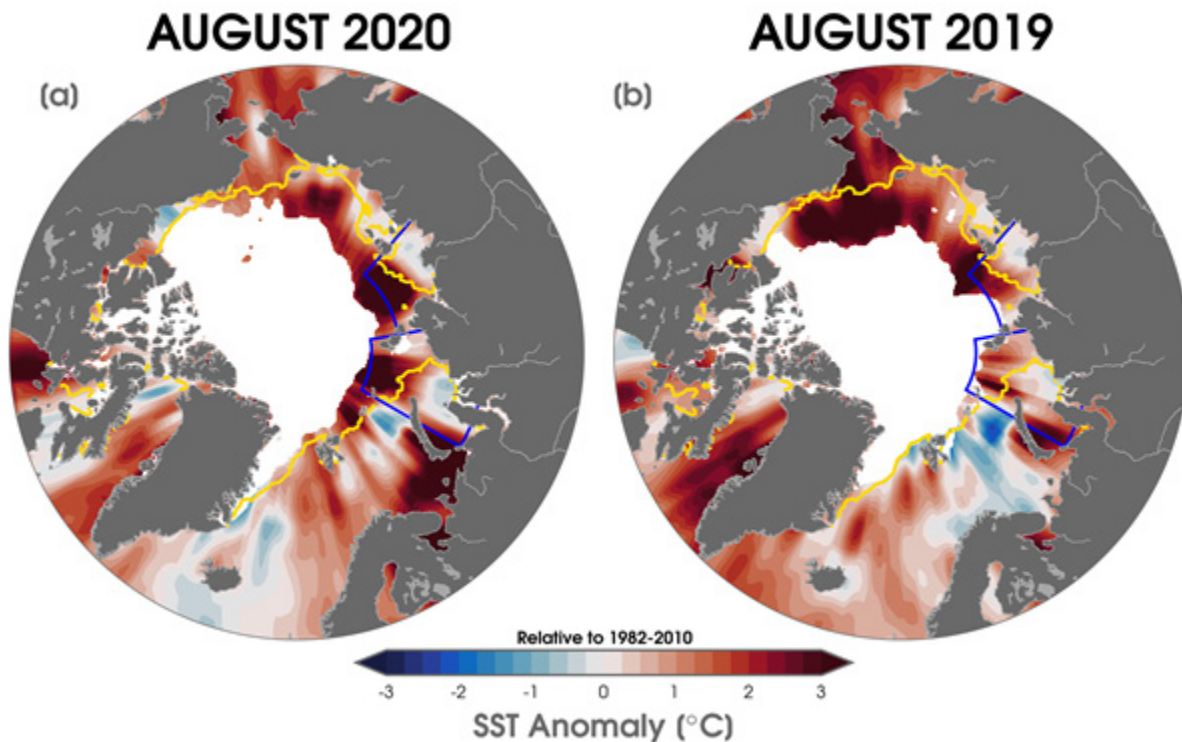 AUGUST 2020
AUGUST 2019
(a)
(b)
Relative to 1982-2010
-3 -2 -1 0 1 2 3
SST Anomaly (°C)